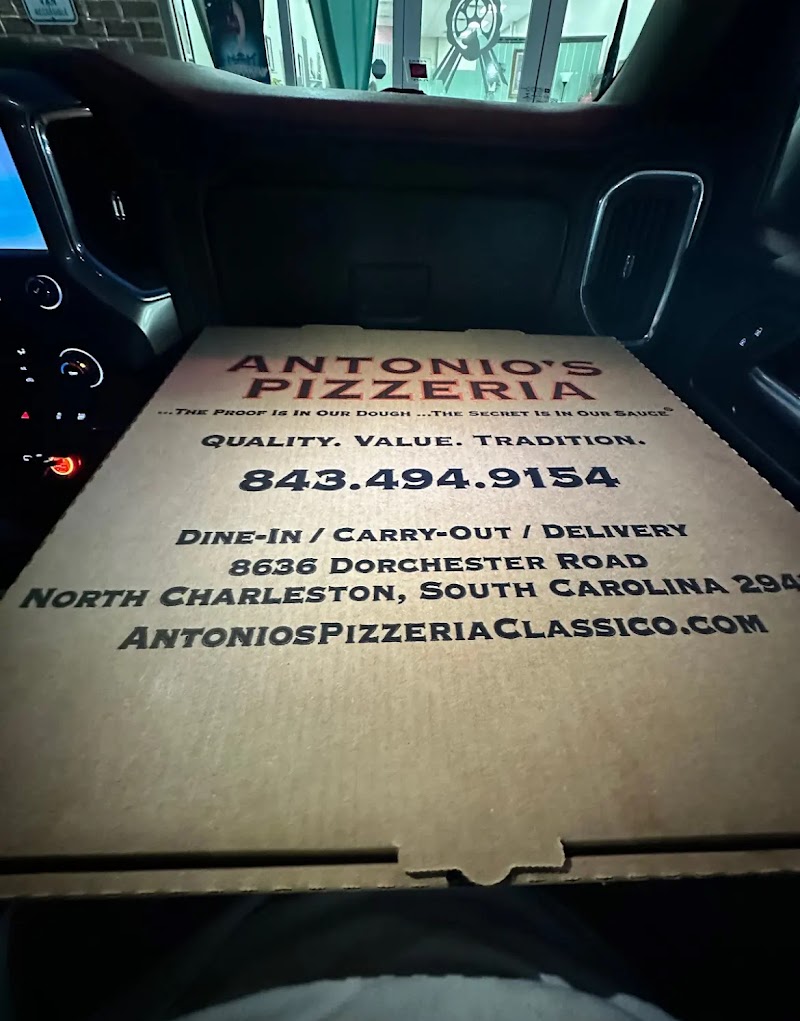 ANTONIO'S
PIZZERIA
...THE PROOF IS IN OUR DOUGH ...THE SECRET IS IN OUR SAUCE®
QUALITY. VALUE. TRADITION.
843.494.9154
DINE-IN / CARRY-OUT / DELIVERY
8636 DORCHESTER ROAD
NORTH CHARLESTON, SOUTH CAROLINA 294
ANTONIOSPIZZERIACLASSICO.COM